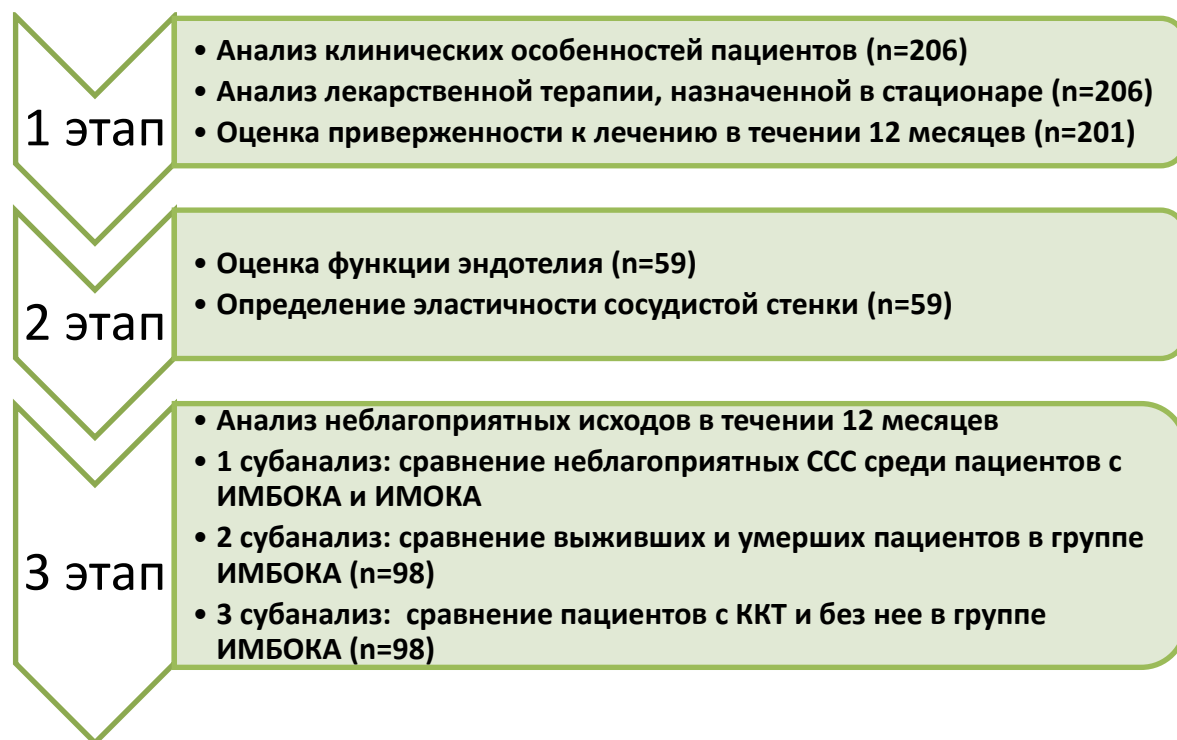 1 этап
• Анализ клинических особенностей пациентов (n=206)
• Анализ лекарственной терапии, назначенной в стационаре (n=206)
• Оценка приверженности к лечению в течении 12 месяцев (n=201)
2 этап
• Оценка функции эндотелия (n=59)
• Определение эластичности сосудистой стенки (n=59)
3 этап
• Анализ неблагоприятных исходов в течении 12 месяцев
• 1 субанализ: сравнение неблагоприятных ССС среди пациентов с
ИМБОКА и ИМОКА
• 2 субанализ: сравнение выживших и умерших пациентов в группе
ИМБОКА (n=98)
• 3 субанализ: сравнение пациентов с ККТ и без нее в группе
ИМБОКА (n=98)